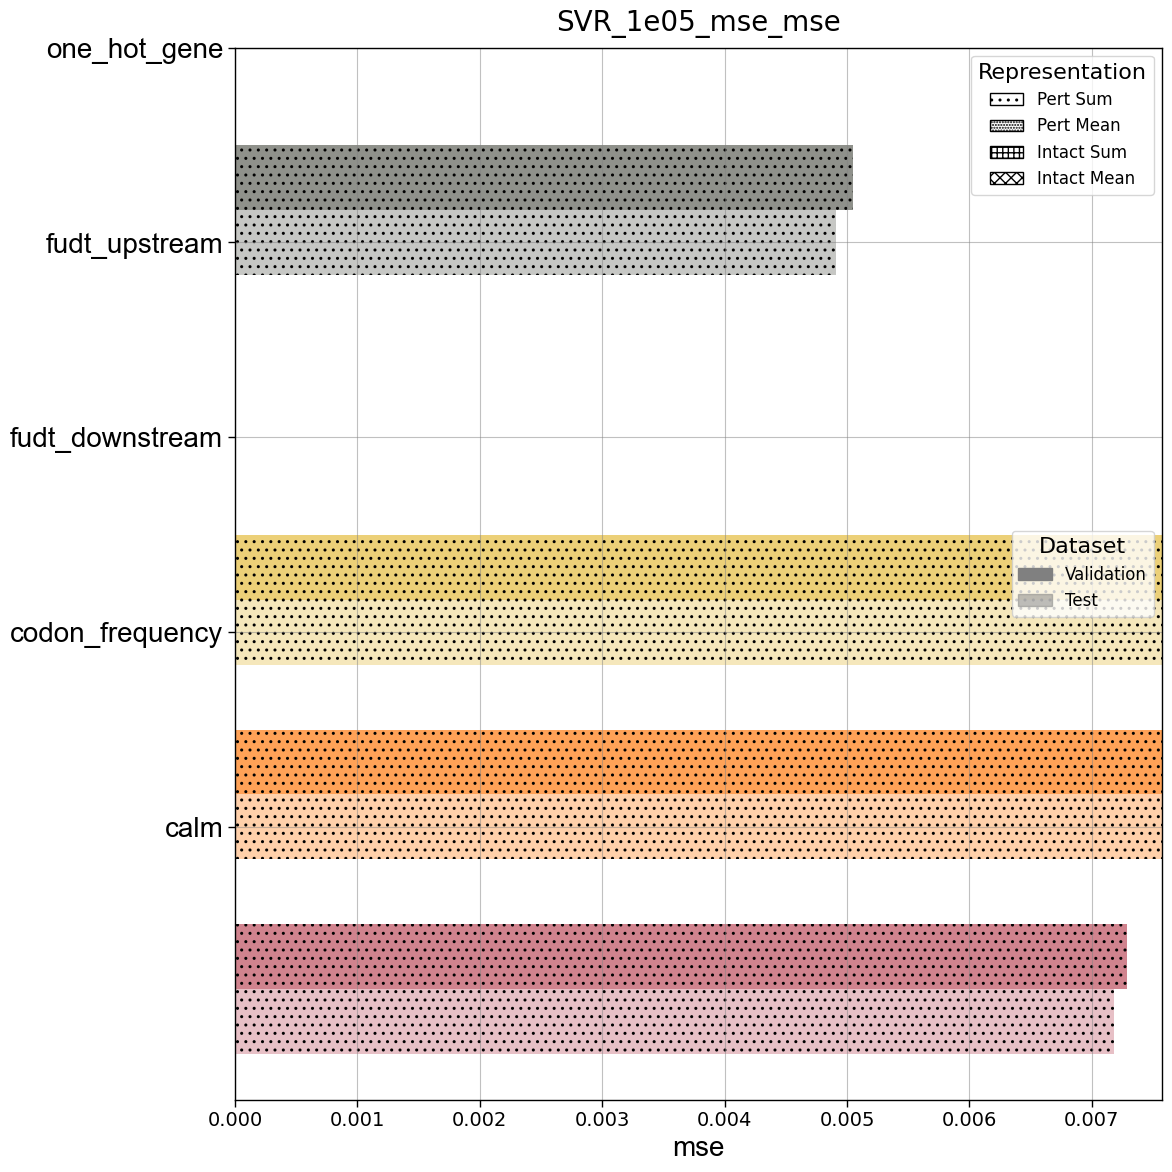 SVR_1e05_mse_mse
one_hot_gene
fudt_upstream
fudt_downstream
codon_frequency
calm
Representation
Pert Sum
Pert Mean
Intact Sum
Intact Mean
Dataset
Validation
Test
0.000 0.001 0.002 0.003 0.004 0.005 0.006 0.007
mse